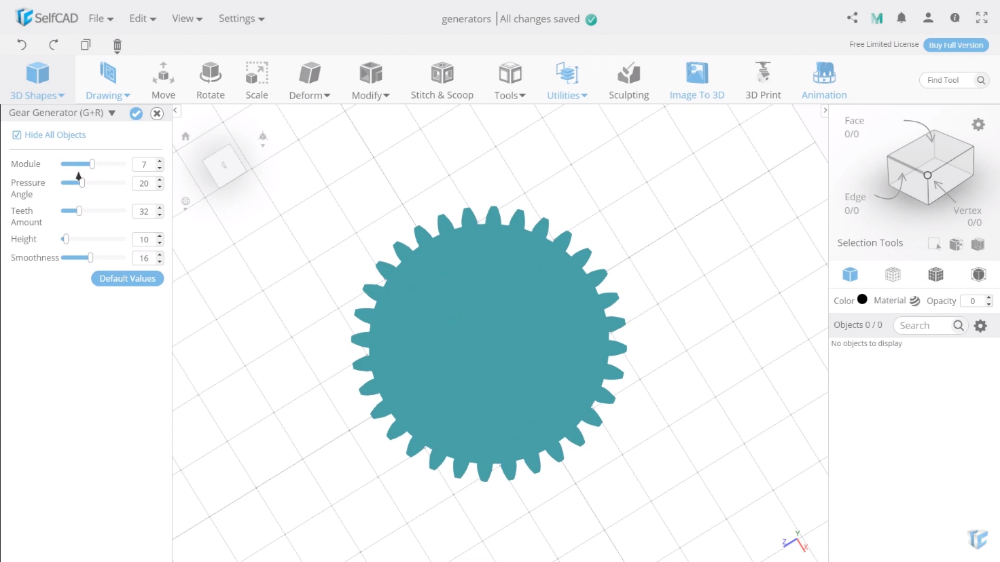 SelfCAD File Edit View Settings generators | All changes saved
Free Limited License Buy Full Version
3D Shapes Drawing Move Rotate Scale Deform Modify Stitch & Scoop Tools Utilities Sculpting Image To 3D 3D Print Animation Find Tool
Gear Generator (G+R)
Hide All Objects
Module 7
Pressure Angle 20
Teeth Amount 32
Height 10
Smoothness 16
Default Values
Face
0/0
Edge
0/0
Vertex
0/0
Selection Tools
Color Material Opacity 0
Objects 0 / 0 Search
No objects to display
Y
Z
X